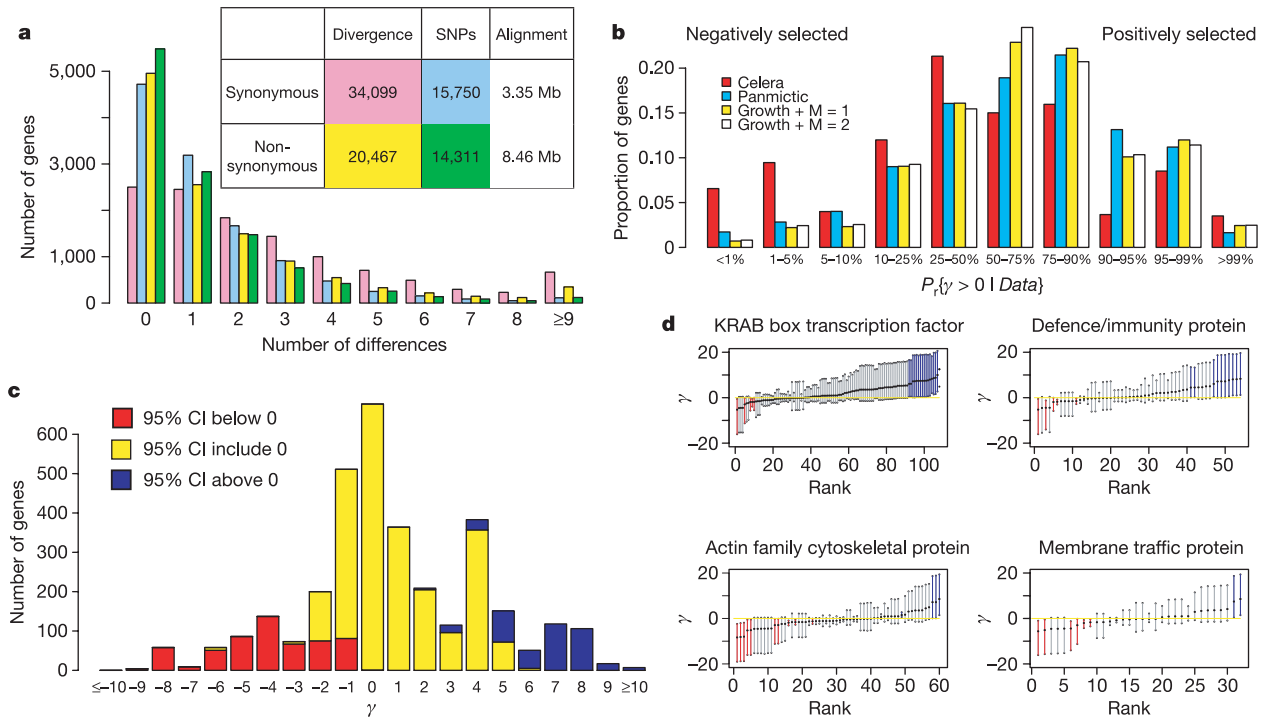 a
Divergence SNPs Alignment
Synonymous 34,099 15,750 3.35 Mb
Non-
synonymous 20,467 14,311 8.46 Mb
Number of genes
5,000
3,000
1,000
0
0 1 2 3 4 5 6 7 8 ≥9
Number of differences
b
Negatively selected Positively selected
Celera
Panmictic
Growth + M = 1
Growth + M = 2
Proportion of genes
0.20
0.15
0.10
0.05
0
<1% 1–5% 5–10% 10–25% 25–50% 50–75% 75–90% 90–95% 95–99% >99%
Pr{γ > 0 I Data}
c
95% CI below 0
95% CI include 0
95% CI above 0
Number of genes
600
500
400
300
200
100
0
≤–10 –9 –8 –7 –6 –5 –4 –3 –2 –1 0 1 2 3 4 5 6 7 8 9 ≥10
γ
d
KRAB box transcription factor
γ
20
0
–20
0 20 40 60 80 100
Rank
Defence/immunity protein
γ
20
0
–20
0 10 20 30 40 50
Rank
Actin family cytoskeletal protein
γ
20
0
–20
0 10 20 30 40 50 60
Rank
Membrane traffic protein
γ
20
0
–20
0 5 10 15 20 25 30
Rank